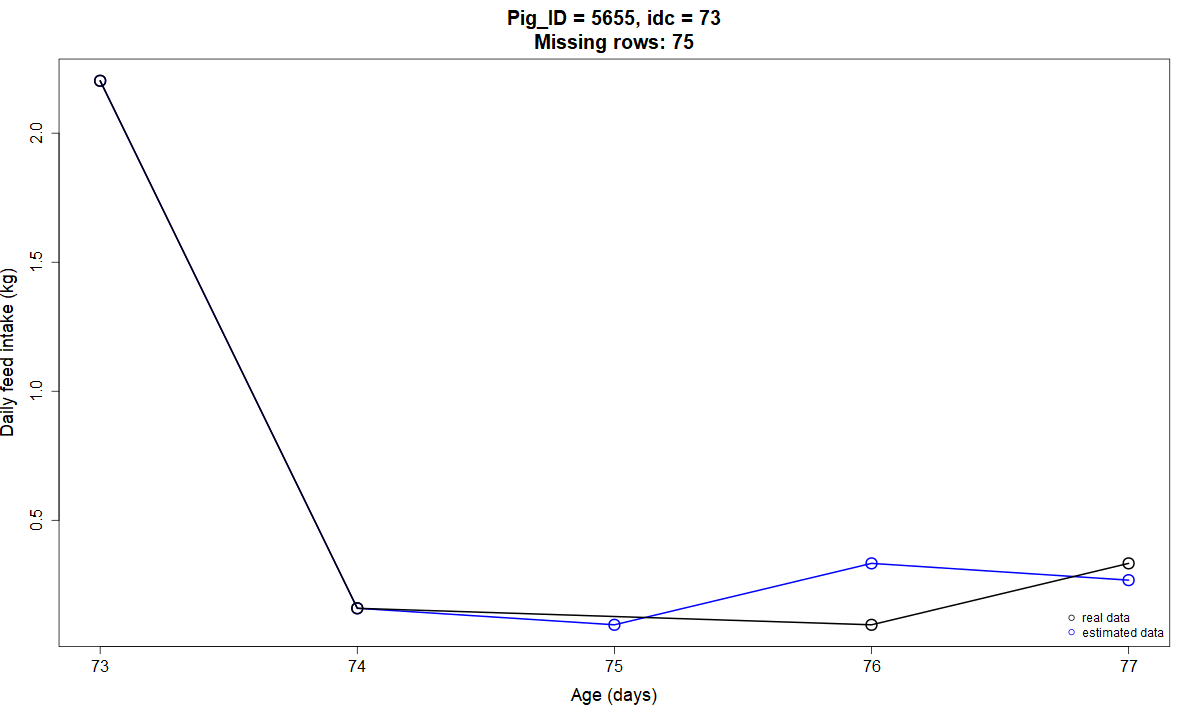 Pig_ID = 5655, idc = 73
Missing rows: 75
Daily feed intake (kg)
2.0
1.5
1.0
0.5
real data
estimated data
73 74 75 76 77
Age (days)